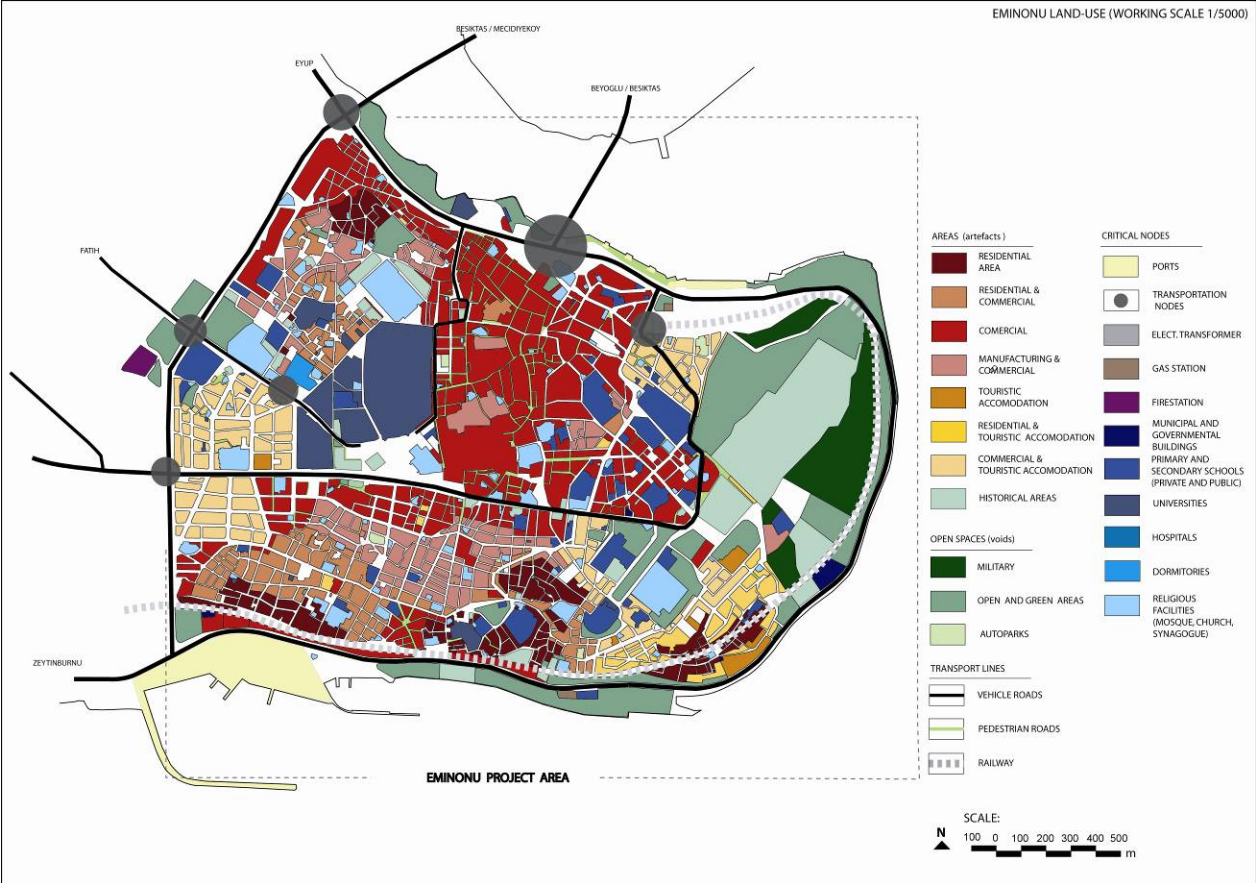 EMINONU LAND-USE (WORKING SCALE 1/5000)
BESIKTAS / MECIDIYEKOY
EYUP
BEYOGLU / BESIKTAS
FATIH
ZEYTINBURNU
EMINONU PROJECT AREA
AREAS (artefacts)
RESIDENTIAL
AREA
RESIDENTIAL &
COMMERCIAL
COMERCIAL
MANUFACTURING &
COMMERCIAL
TOURISTIC
ACCOMODATION
RESIDENTIAL &
TOURISTIC ACCOMODATION
COMMERCIAL &
TOURISTIC ACCOMODATION
HISTORICAL AREAS
OPEN SPACES (voids)
MILITARY
OPEN AND GREEN AREAS
AUTOPARKS
TRANSPORT LINES
VEHICLE ROADS
PEDESTRIAN ROADS
RAILWAY
CRITICAL NODES
PORTS
TRANSPORTATION
NODES
ELECT. TRANSFORMER
GAS STATION
FIRESTATION
MUNICIPAL AND
GOVERNMENTAL
BUILDINGS
PRIMARY AND
SECONDARY SCHOOLS
(PRIVATE AND PUBLIC)
UNIVERSITIES
HOSPITALS
DORMITORIES
RELIGIOUS
FACILITIES
(MOSQUE, CHURCH,
SYNAGOGUE)
SCALE:
N
100 0 100 200 300 400 500
m